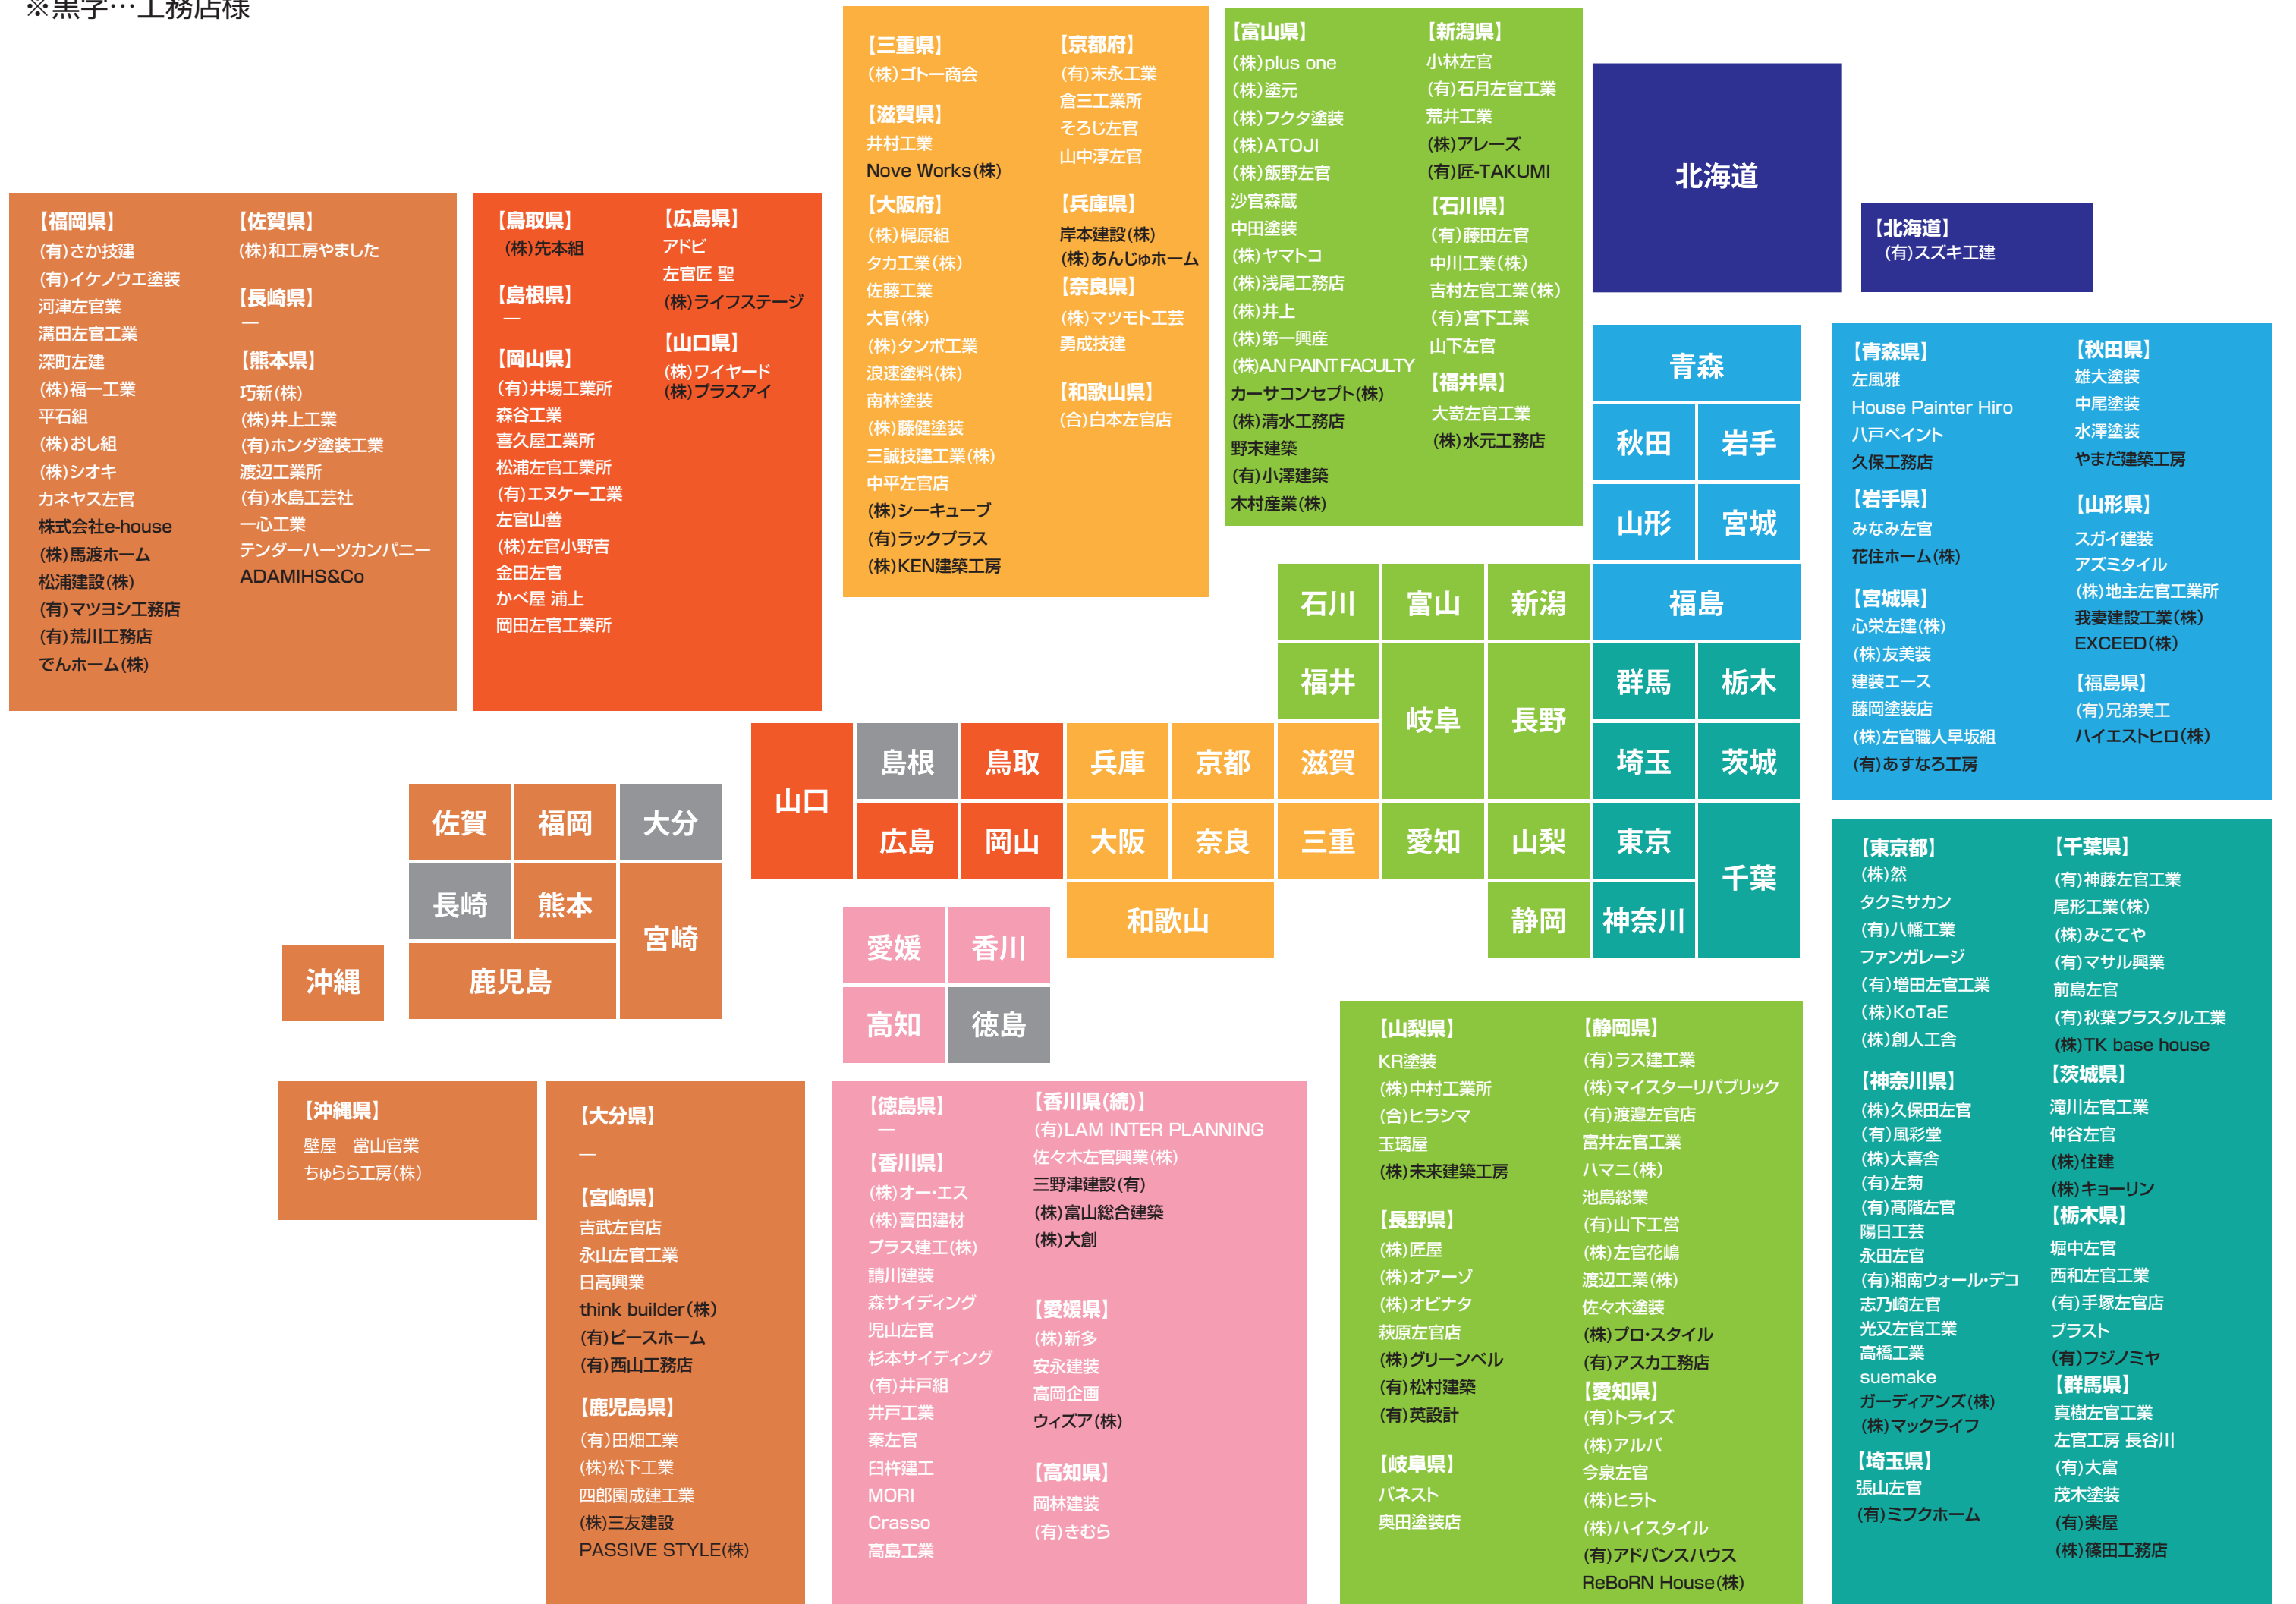 ※黒字…工務店様
【福岡県】
(有)さか技建
(有)イケノウエ塗装
河津左官業
溝田左官工業
深町左建
(株)福一工業
平石組
(株)おし組
(株)シオキ
カネヤス左官
株式会社e-house
(株)馬渡ホーム
松浦建設(株)
(有)マツヨシ工務店
(有)荒川工務店
でんホーム(株)
【佐賀県】
(株)和工房やました
【長崎県】
―
【熊本県】
巧新(株)
(株)井上工業
(有)ホンダ塗装工業
渡辺工業所
(有)水島工芸社
一心工業
テンダーハーツカンパニー
ADAMIHS&Co
【鳥取県】
(株)先本組
【島根県】
―
【岡山県】
(有)井場工業所
森谷工業
喜久屋工業所
松浦左官工業所
(有)エヌケー工業
左官山善
(株)左官小野吉
金田左官
かべ屋 浦上
岡田左官工業所
【広島県】
アドビ
左官匠 聖
(株)ライフステージ
【山口県】
(株)ワイヤード
(株)プラスアイ
【三重県】
(株)ゴトー商会
【滋賀県】
井村工業
Nove Works(株)
【大阪府】
(株)梶原組
タカ工業(株)
佐藤工業
大官(株)
(株)タンボ工業
浪速塗料(株)
南林塗装
(株)藤健塗装
三誠技建工業(株)
中平左官店
(株)シーキューブ
(有)ラックプラス
(株)KEN建築工房
【京都府】
(有)末永工業
倉三工業所
そろじ左官
山中淳左官
【兵庫県】
岸本建設(株)
(株)あんじゅホーム
【奈良県】
(株)マツモト工芸
勇成技建
【和歌山県】
(合)白本左官店
【富山県】
(株)plus one
(株)塗元
(株)フクタ塗装
(株)ATOJI
(株)飯野左官
沙官森蔵
中田塗装
(株)ヤマトコ
(株)浅尾工務店
(株)井上
(株)第一興産
(株)A.N PAINT FACULTY
カーサコンセプト(株)
(株)清水工務店
野末建築
(有)小澤建築
木村産業(株)
【新潟県】
小林左官
(有)石月左官工業
荒井工業
(株)アレーズ
(有)匠-TAKUMI
【石川県】
(有)藤田左官
中川工業(株)
吉村左官工業(株)
(有)宮下工業
山下左官
【福井県】
大嵜左官工業
(株)水元工務店
北海道
【北海道】
(有)スズキ工建
青森
秋田 岩手
山形 宮城
石川 富山 新潟 福島
福井 岐阜 長野 群馬 栃木
山口 島根 鳥取 兵庫 京都 滋賀 埼玉 茨城
広島 岡山 大阪 奈良 三重 愛知 山梨 東京 千葉
和歌山 静岡 神奈川
佐賀 福岡 大分
長崎 熊本 宮崎
沖縄 鹿児島
愛媛 香川
高知 徳島
【青森県】
左風雅
House Painter Hiro
八戸ペイント
久保工務店
【岩手県】
みなみ左官
花住ホーム(株)
【宮城県】
心栄左建(株)
(株)友美装
建装エース
藤岡塗装店
(株)左官職人早坂組
(有)あすなろ工房
【秋田県】
雄大塗装
中尾塗装
水澤塗装
やまだ建築工房
【山形県】
スガイ建装
アズミタイル
(株)地主左官工業所
我妻建設工業(株)
EXCEED(株)
【福島県】
(有)兄弟美工
ハイエストヒロ(株)
【東京都】
(株)然
タクミサカン
(有)八幡工業
ファンガレージ
(有)増田左官工業
(株)KoTaE
(株)創人工舎
【神奈川県】
(株)久保田左官
(有)風彩堂
(株)大喜舎
(有)左菊
(有)髙階左官
陽日工芸
永田左官
(有)湘南ウォール・デコ
志乃崎左官
光又左官工業
高橋工業
suemake
ガーディアンズ(株)
(株)マックライフ
【埼玉県】
張山左官
(有)ミフクホーム
【千葉県】
(有)神藤左官工業
尾形工業(株)
(株)みこてや
(有)マサル興業
前島左官
(有)秋葉プラスタル工業
(株)TK base house
【茨城県】
滝川左官工業
仲谷左官
(株)住建
(株)キョーリン
【栃木県】
堀中左官
西和左官工業
(有)手塚左官店
プラスト
(有)フジノミヤ
【群馬県】
真樹左官工業
左官工房 長谷川
(有)大富
茂木塗装
(有)楽屋
(株)篠田工務店
【沖縄県】
壁屋　當山官業
ちゅらら工房(株)
【大分県】
―
【宮崎県】
吉武左官店
永山左官工業
日高興業
think builder(株)
(有)ピースホーム
(有)西山工務店
【鹿児島県】
(有)田畑工業
(株)松下工業
四郎園成建工業
(株)三友建設
PASSIVE STYLE(株)
【徳島県】
―
【香川県】
(株)オー・エス
(株)喜田建材
プラス建工(株)
請川建装
森サイディング
児山左官
杉本サイディング
(有)井戸組
井戸工業
秦左官
臼杵建工
MORI
Crasso
高島工業
【香川県(続)】
(有)LAM INTER PLANNING
佐々木左官興業(株)
三野津建設(有)
(株)富山総合建築
(株)大創
【愛媛県】
(株)新多
安永建装
高岡企画
ウィズア(株)
【高知県】
岡林建装
(有)きむら
【山梨県】
KR塗装
(株)中村工業所
(合)ヒラシマ
玉璃屋
(株)未来建築工房
【長野県】
(株)匠屋
(株)オアーゾ
(株)オビナタ
萩原左官店
(株)グリーンベル
(有)松村建築
(有)英設計
【岐阜県】
バネスト
奥田塗装店
【静岡県】
(有)ラス建工業
(株)マイスターリパブリック
(有)渡邉左官店
富井左官工業
ハマニ(株)
池島総業
(有)山下工営
(株)左官花嶋
渡辺工業(株)
佐々木塗装
(株)プロ・スタイル
(有)アスカ工務店
【愛知県】
(有)トライズ
(株)アルバ
今泉左官
(株)ヒラト
(株)ハイスタイル
(有)アドバンスハウス
ReBoRN House(株)